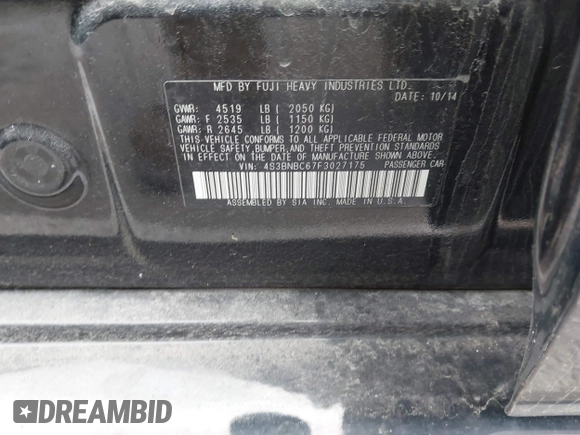 MFD BY FUJI HEAVY INDUSTRIES LTD.
DATE: 10/14
GVWR: 4519 LB ( 2050 KG)
GAWR: F 2535 LB ( 1150 KG)
GAWR: R 2645 LB ( 1200 KG)
THIS VEHICLE CONFORMS TO ALL APPLICABLE FEDERAL MOTOR
VEHICLE SAFETY,BUMPER,AND THEFT PREVENTION STANDARDS
IN EFFECT ON THE DATE OF MANUFACTURE SHOWN ABOVE.
VIN: 4S3BNBC67F3027175 PASSENGER CAR
ASSEMBLED BY SIA INC. MADE IN U.S.A.
DREAMBID